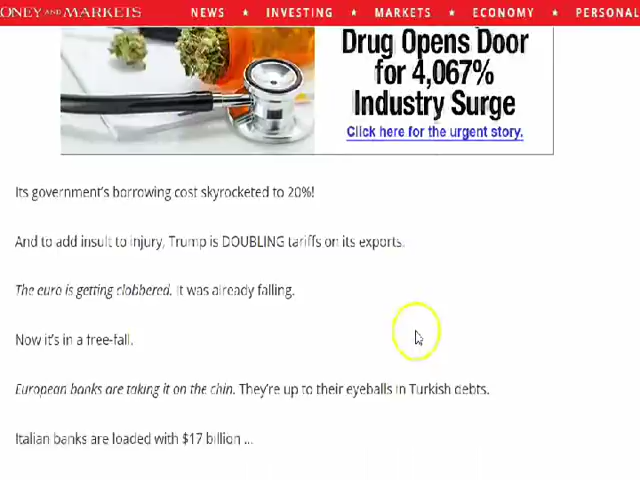 ONEY AND MARKETS NEWS ★ INVESTING ★ MARKETS ★ ECONOMY ★ PERSONAL
Drug Opens Door
for 4,067%
Industry Surge
Click here for the urgent story.
Its government's borrowing cost skyrocketed to 20%!
And to add insult to injury, Trump is DOUBLING tariffs on its exports.
The euro is getting clobbered. It was already falling.
Now it's in a free-fall.
European banks are taking it on the chin. They're up to their eyeballs in Turkish debts.
Italian banks are loaded with $17 billion ...